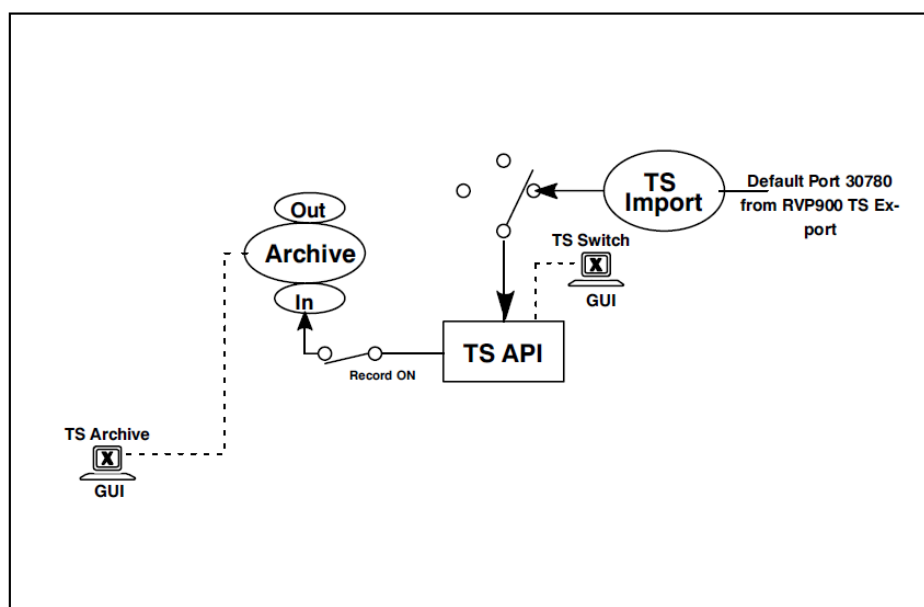 TS
Import
Default Port 30780
from RVP900 TS Ex-
port
Out
Archive
In
TS Switch
X
GUI
TS API
Record ON
TS Archive
X
GUI